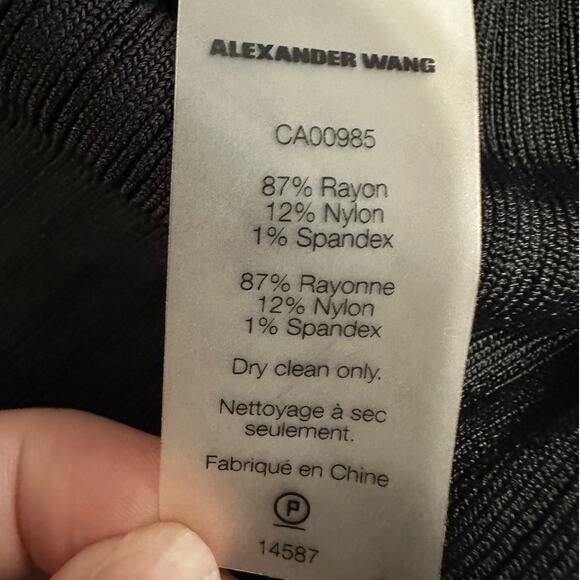 ALEXANDER WANG
CA00985
87% Rayon
12% Nylon
1% Spandex
87% Rayonne
12% Nylon
1% Spandex
Dry clean only.
Nettoyage à sec
seulement.
Fabriqué en Chine
P
14587